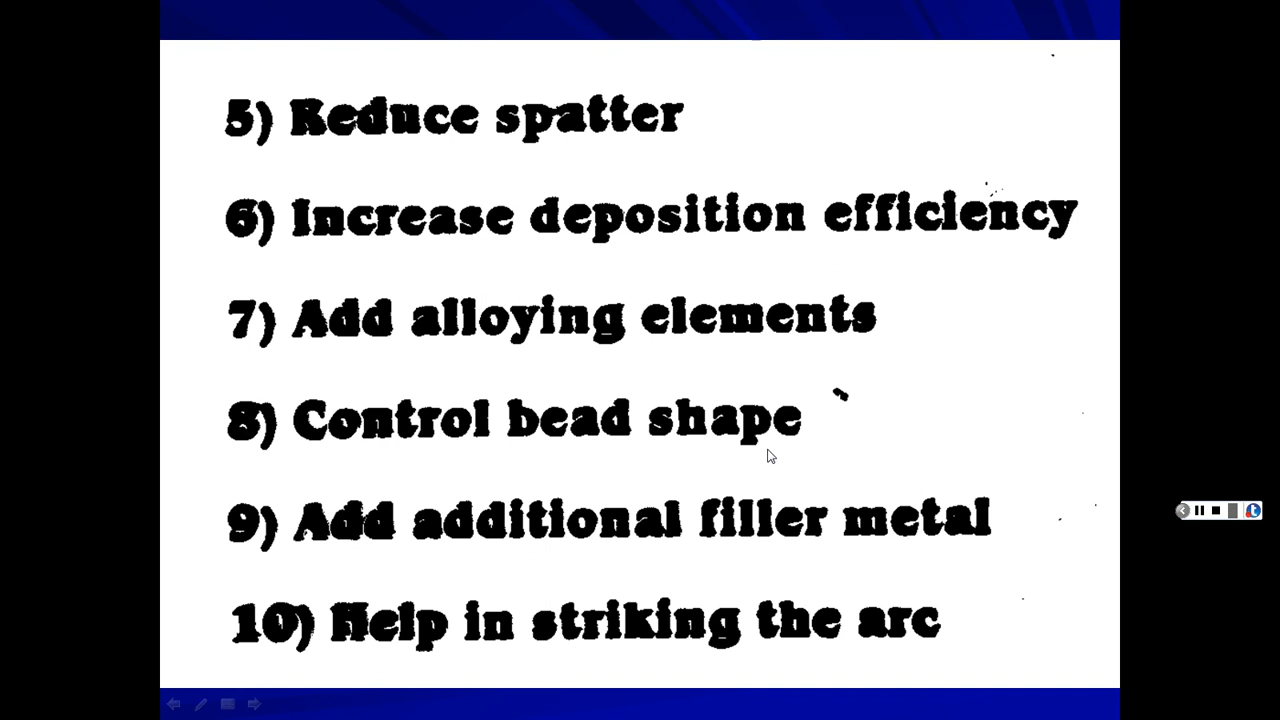 5) Reduce spatter
6) Increase deposition efficiency
7) Add alloying elements
8) Control bead shape
9) Add additional filler metal
10) Help in striking the arc